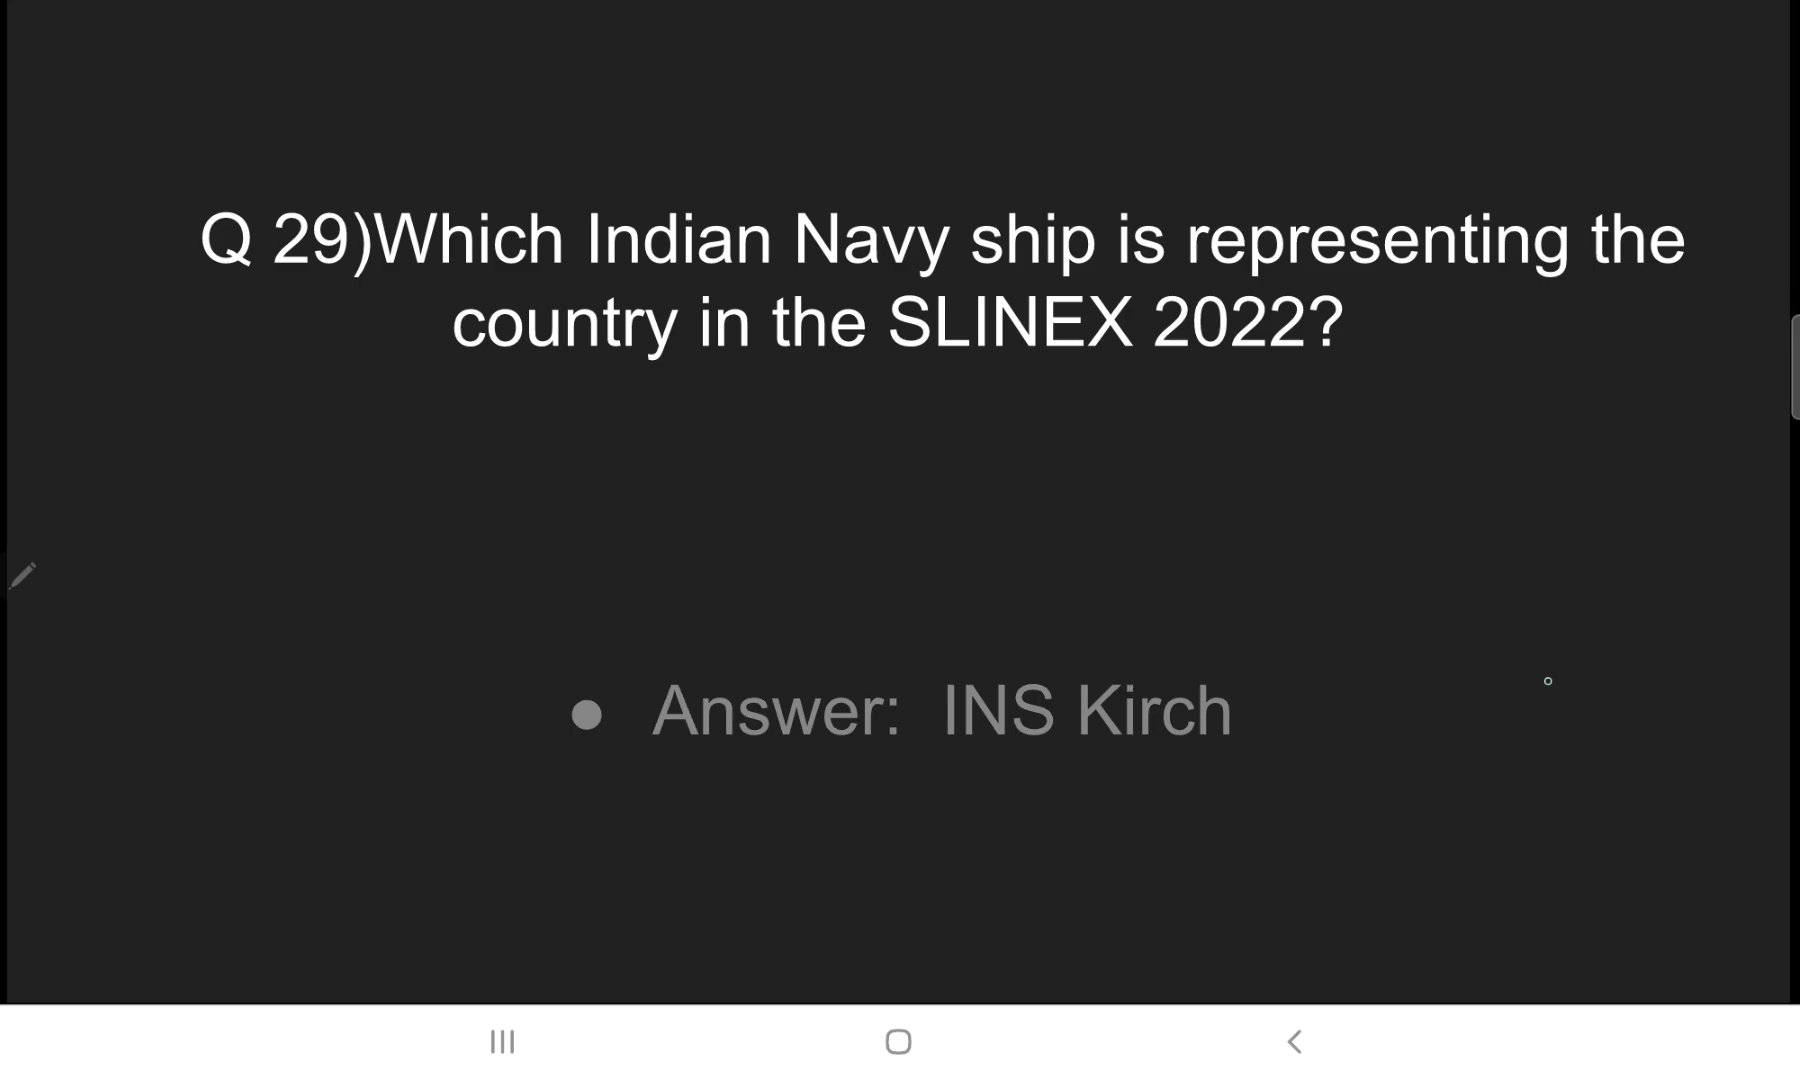 Q 29)Which Indian Navy ship is representing the
country in the SLINEX 2022?
● Answer: INS Kirch